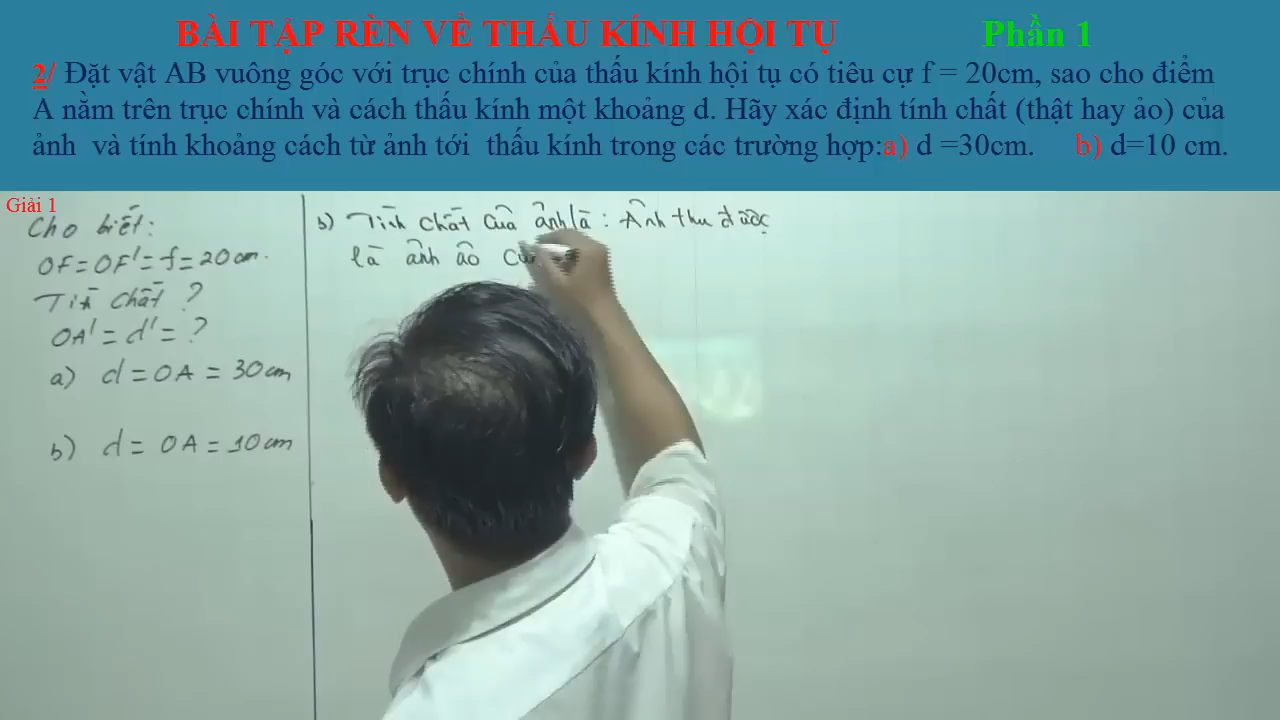 BÀI TẬP RÈN VỀ THẤU KÍNH HỘI TỤ Phần 1
2/ Đặt vật AB vuông góc với trục chính của thấu kính hội tụ có tiêu cự f = 20cm, sao cho điểm
A nằm trên trục chính và cách thấu kính một khoảng d. Hãy xác định tính chất (thật hay ảo) của
ảnh và tính khoảng cách từ ảnh tới thấu kính trong các trường hợp:a) d =30cm. b) d=10 cm.
Giải 1
Cho biết:
OF=OF'=f=20cm.
Tính chất ?
OA'=d'=?
a) d=OA=30cm
b) d=OA=10cm
b) Tính chất của ảnh là: Ảnh thu được
là ảnh ảo